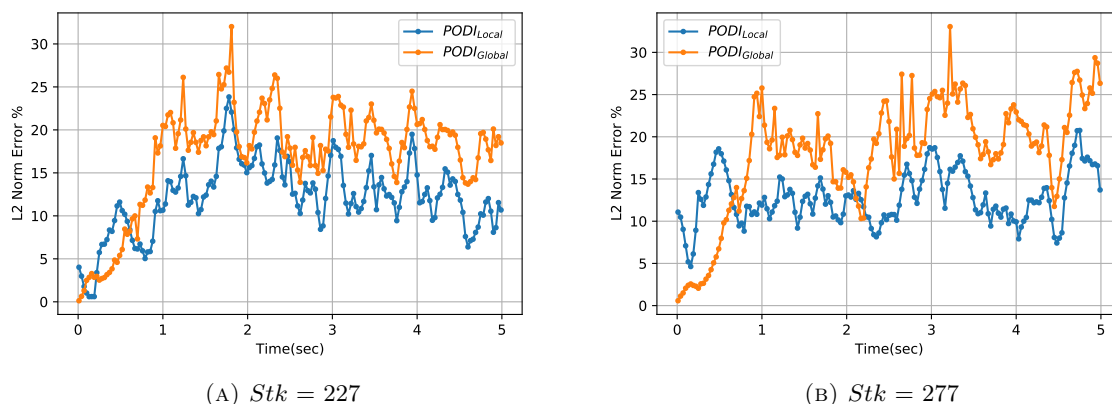 PODI_Local
PODI_Global
L2 Norm Error %
30
25
20
15
10
5
0
0 1 2 3 4 5
Time(sec)
(A) Stk = 227
PODI_Local
PODI_Global
L2 Norm Error %
30
25
20
15
10
5
0
0 1 2 3 4 5
Time(sec)
(B) Stk = 277